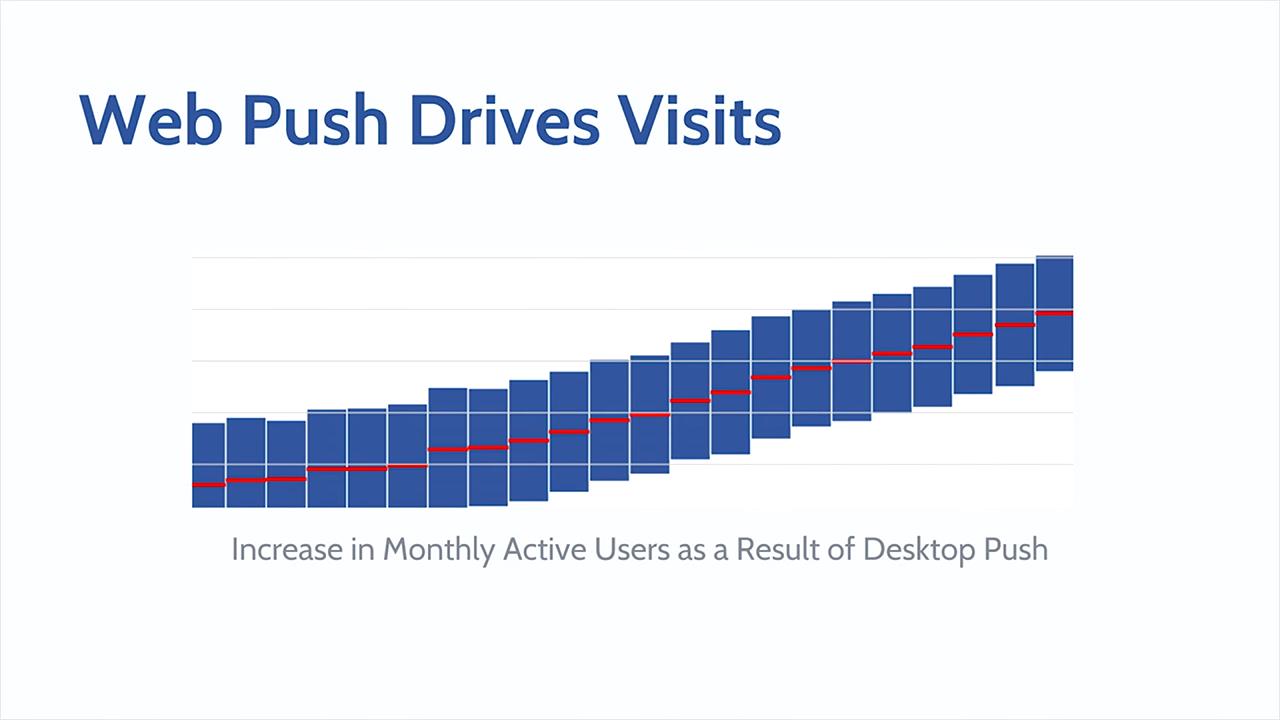 Web Push Drives Visits
Increase in Monthly Active Users as a Result of Desktop Push